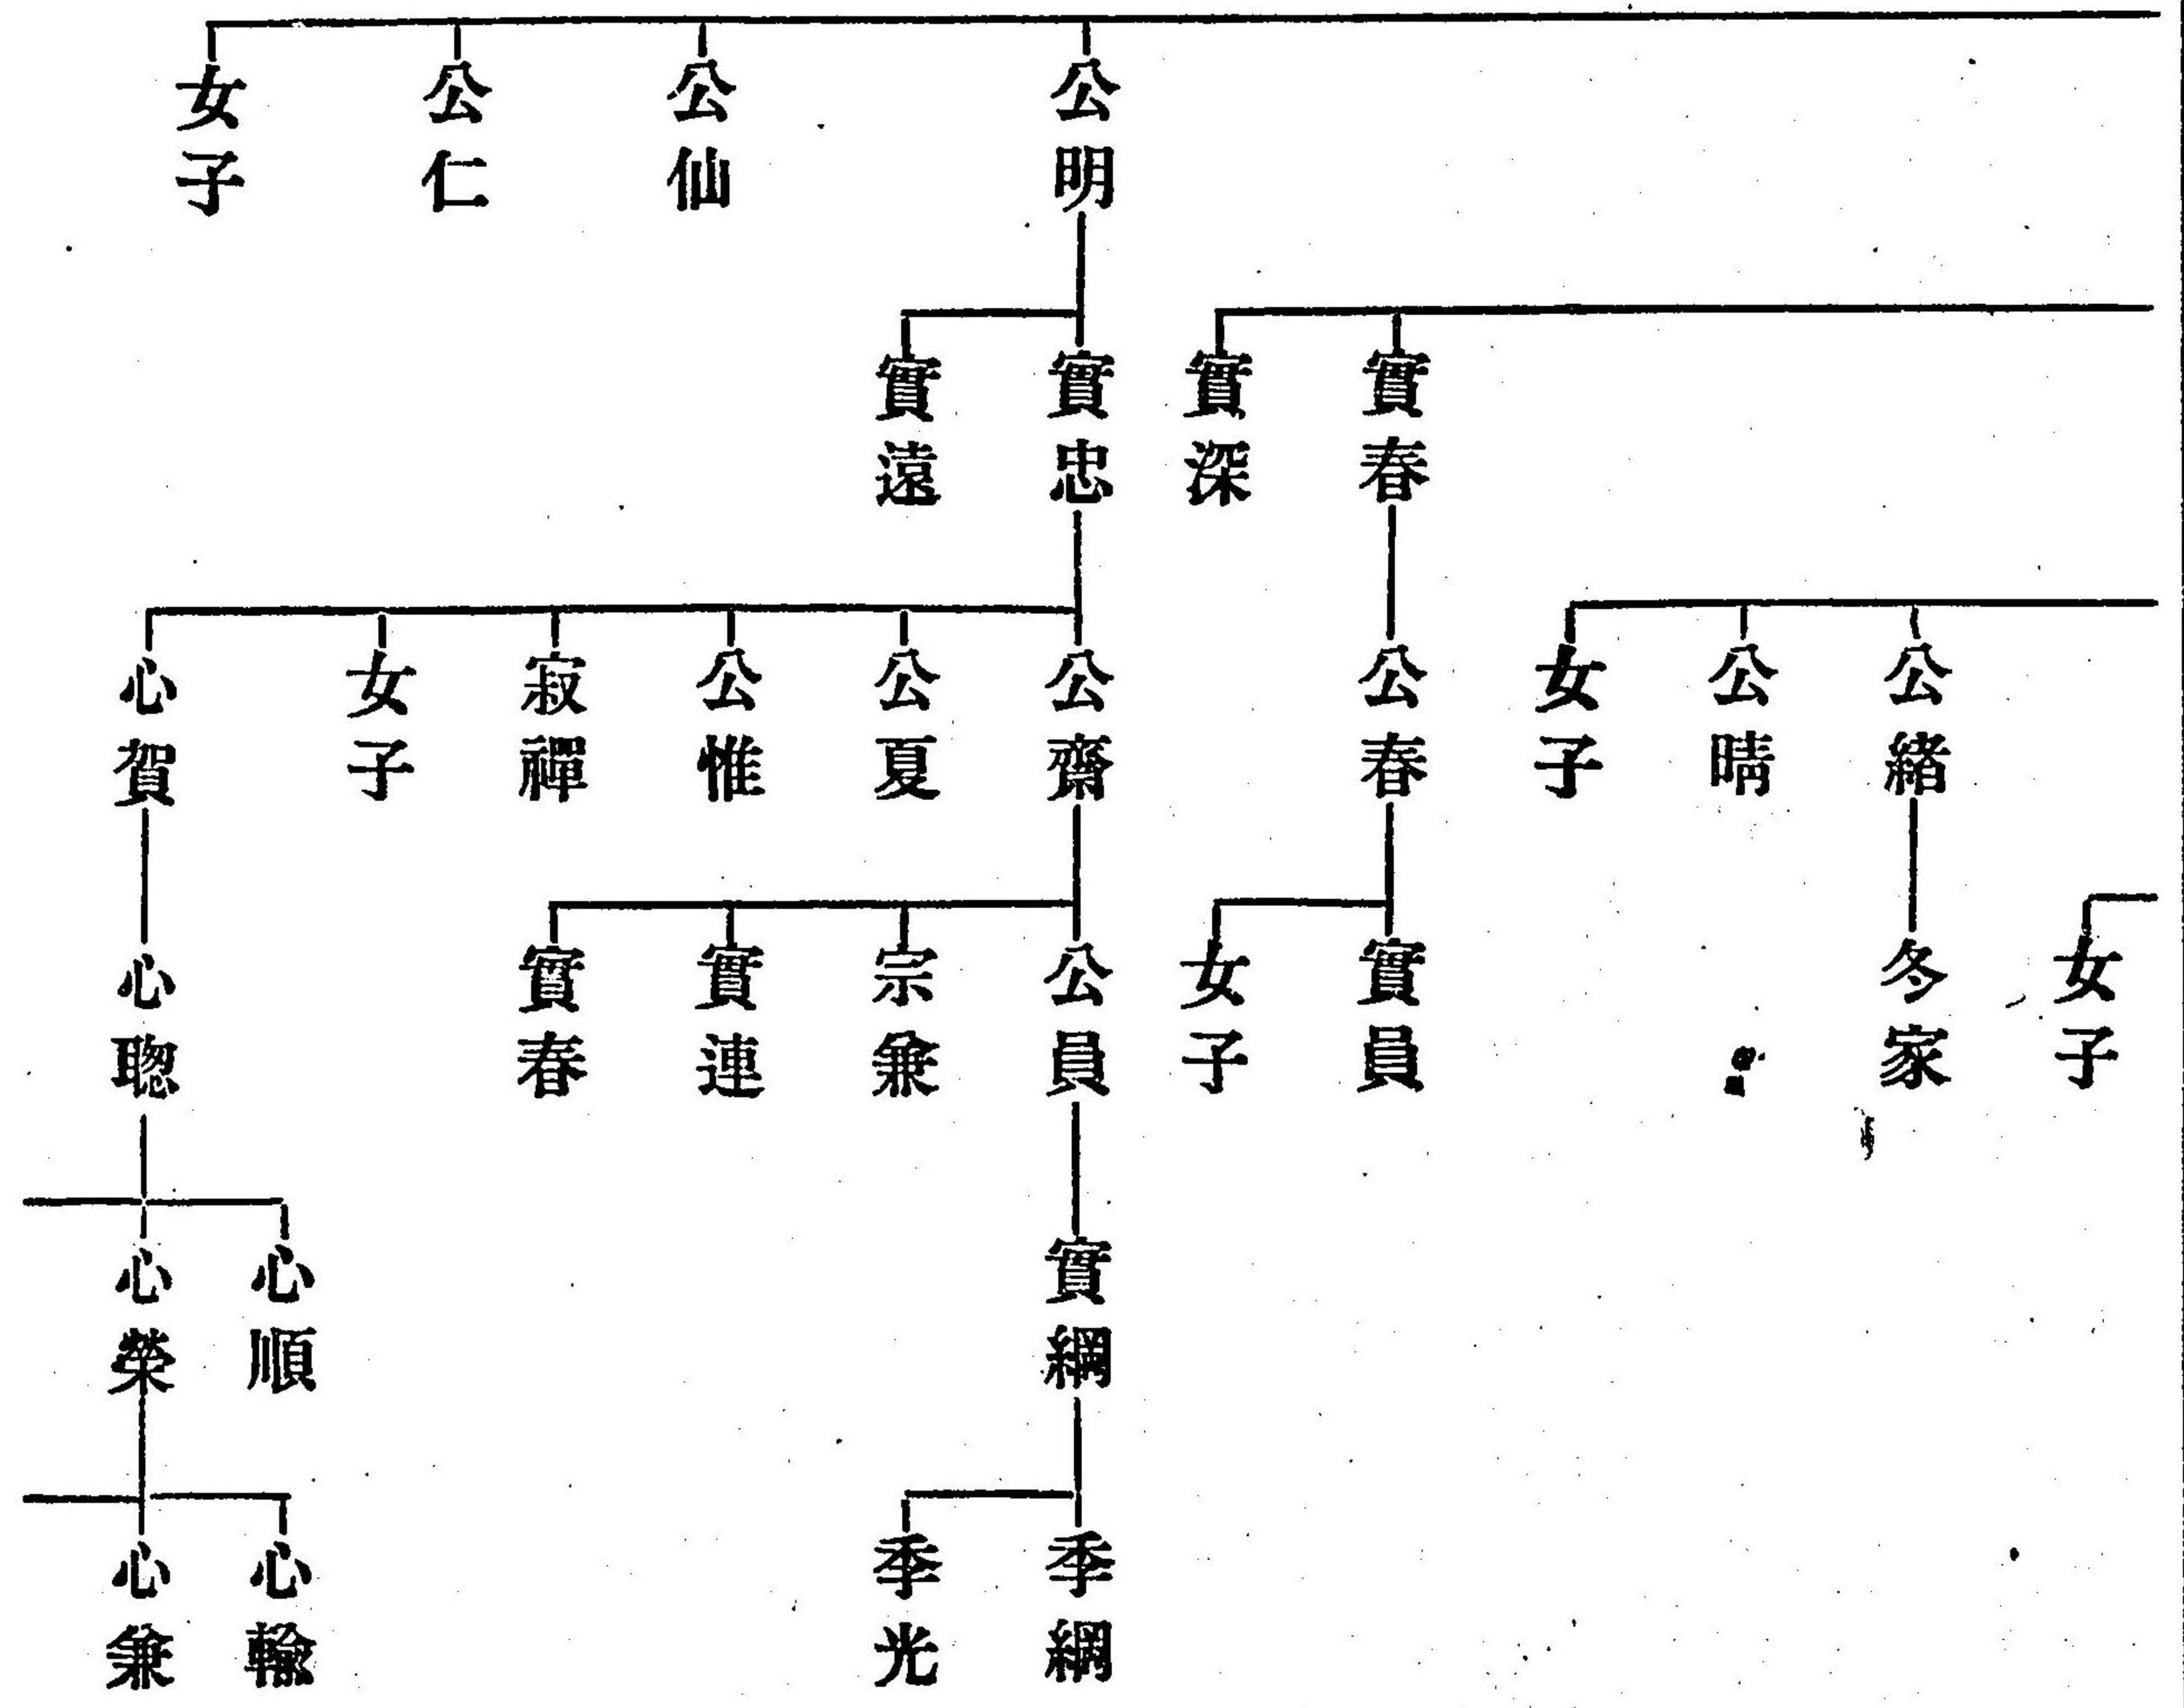 公明
公仙
公仁
女子
實春
實深
實忠
實遠
公緒
公晴
女子
公春
公齋
公夏
公惟
寂禪
女子
心賀
女子
冬家
實員
女子
公員
宗兼
實連
實春
心聰
實綱
心順
心榮
季綱
季光
心輸
心兼